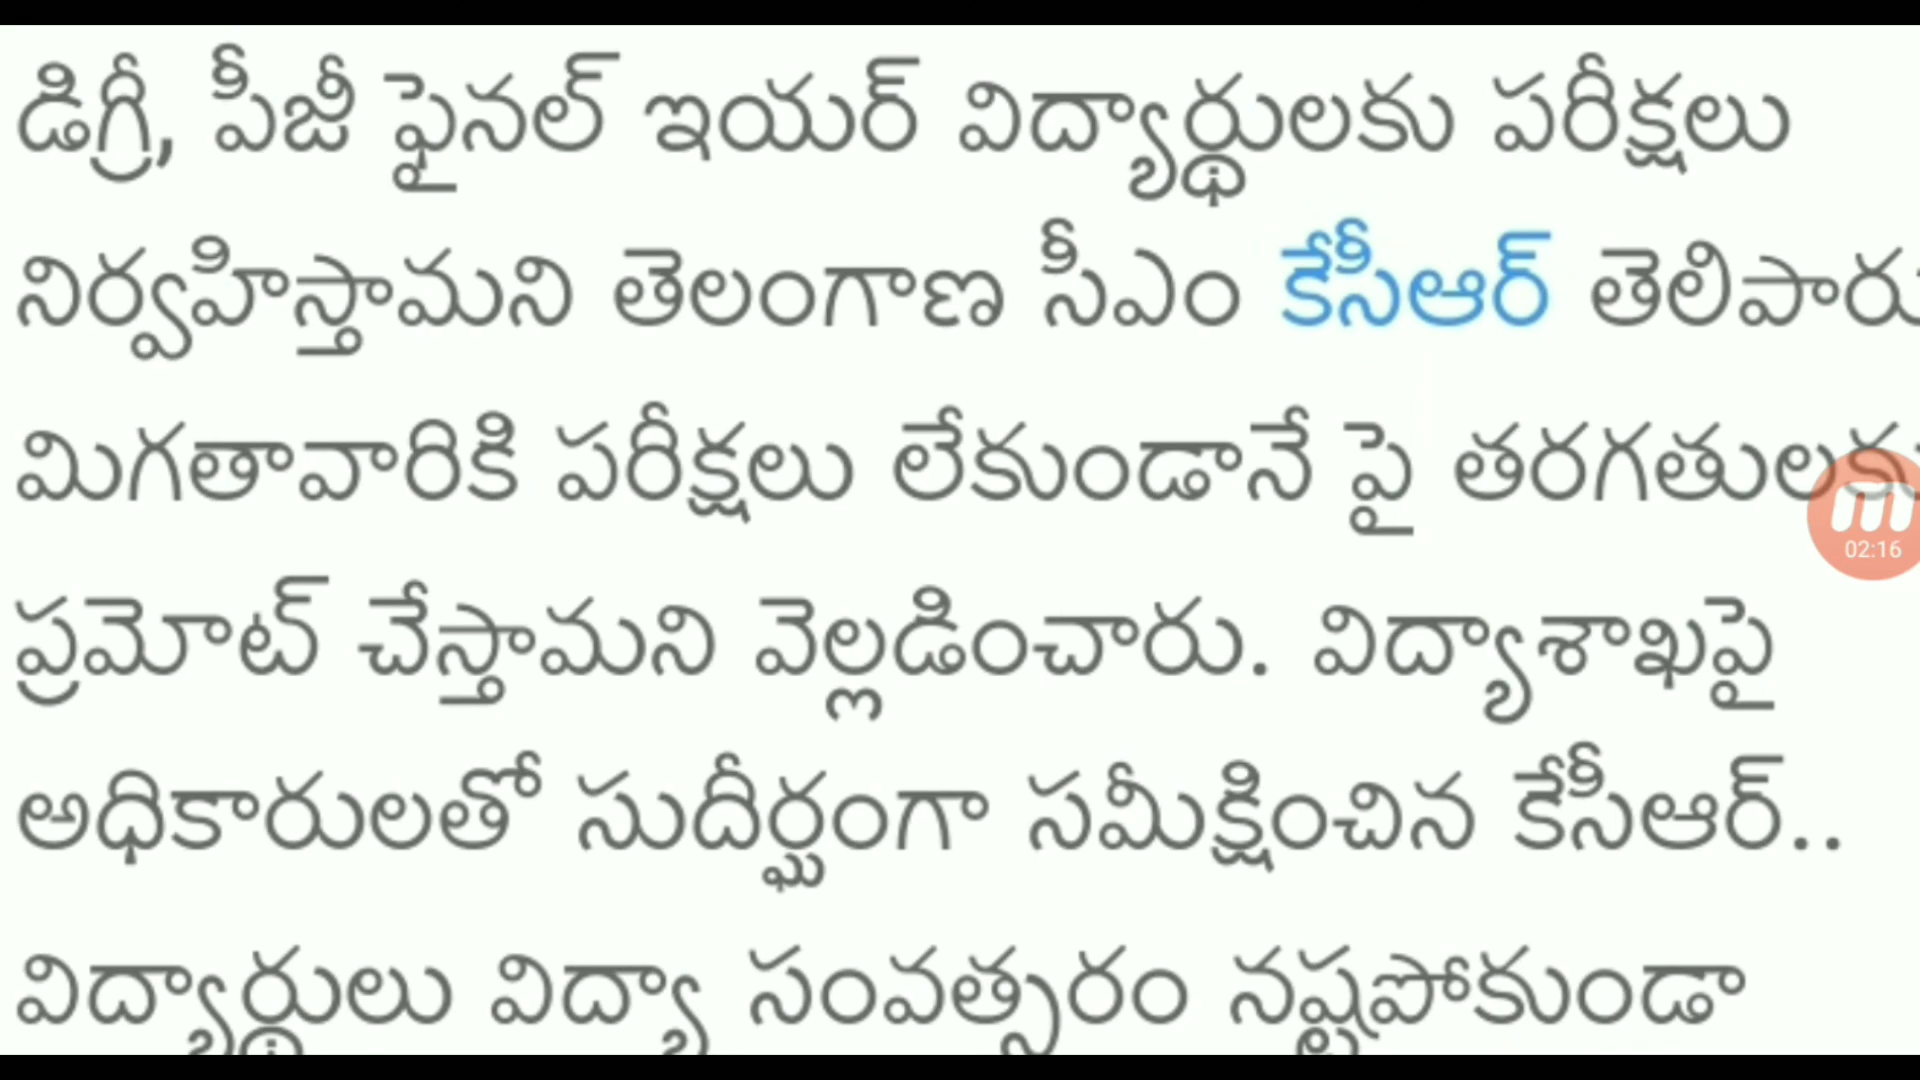 డిగ్రీ, పీజీ ఫైనల్ ఇయర్ విద్యార్థులకు పరీక్షలు
నిర్వహిస్తామని తెలంగాణ సీఎం కేసీఆర్ తెలిపారు
మిగతావారికి పరీక్షలు లేకుండానే పై తరగతులకు
02:16
ప్రమోట్ చేస్తామని వెల్లడించారు. విద్యాశాఖపై
అధికారులతో సుదీర్ఘంగా సమీక్షించిన కేసీఆర్..
విద్యార్థులు విద్యా సంవత్సరం నష్టపోకుండా